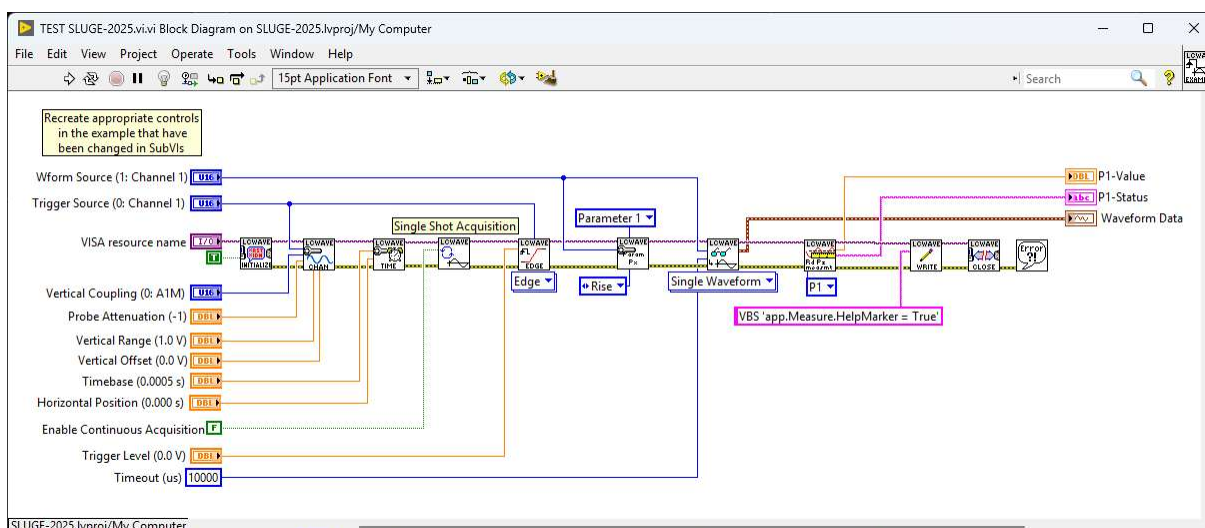 TEST SLUGE-2025.vi.vi Block Diagram on SLUGE-2025.lvproj/My Computer
File Edit View Project Operate Tools Window Help
15pt Application Font
Search
Recreate appropriate controls
in the example that have
been changed in SubVIs
Wform Source (1: Channel 1) U16
Trigger Source (0: Channel 1) U16
VISA resource name I/O
T
Vertical Coupling (0: A1M) U16
Probe Attenuation (-1) DBL
Vertical Range (1.0 V) DBL
Vertical Offset (0.0 V) DBL
Timebase (0.0005 s) DBL
Horizontal Position (0.000 s) DBL
Enable Continuous Acquisition F
Trigger Level (0.0 V) DBL
Timeout (us) 10000
LCWAVE
INITIALIZE
LCWAVE
CHAN
LCWAVE
TIME
Single Shot Acquisition
LCWAVE
LCWAVE
EDGE
Edge
Parameter 1
LCWAVE
Param
Px
Rise
LCWAVE
Single Waveform
LCWAVE
Rd Px
P1
VBS 'app.Measure.HelpMarker = True'
LCWAVE
WRITE
LCWAVE
CLOSE
Error
?!
DBL P1-Value
abc P1-Status
Waveform Data
SLUGE-2025.lvproj/My Computer